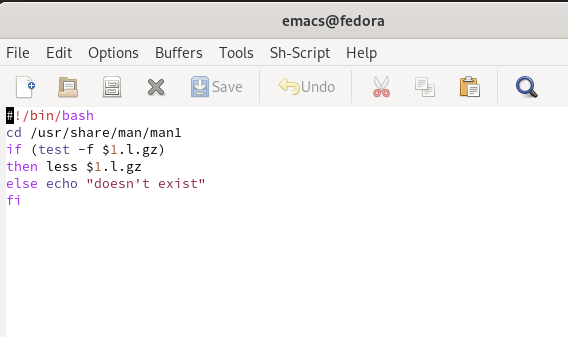 emacs@fedora
File Edit Options Buffers Tools Sh-Script Help
Save Undo
#!/bin/bash
cd /usr/share/man/man1
if (test -f $1.l.gz)
then less $1.l.gz
else echo "doesn't exist"
fi